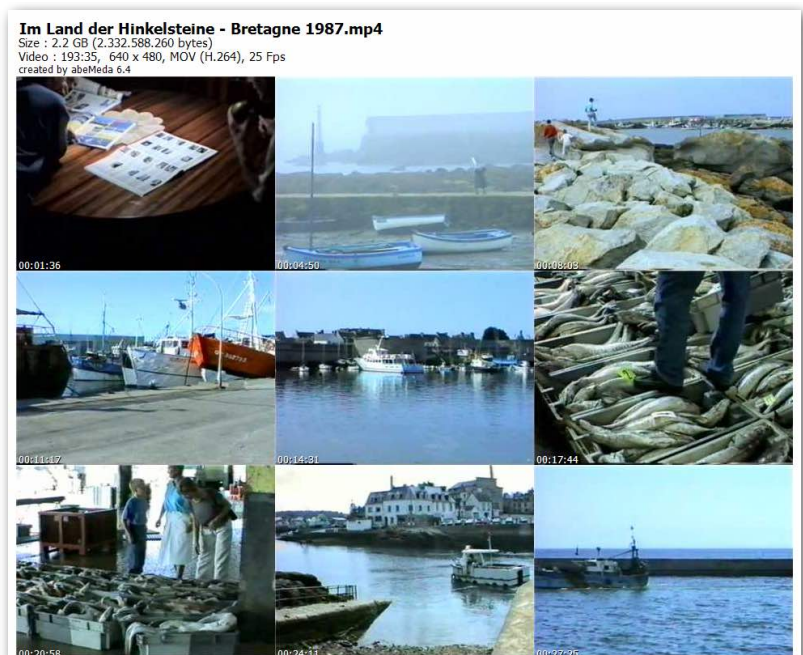 Im Land der Hinkelsteine - Bretagne 1987.mp4
Size : 2.2 GB (2.332.588.260 bytes)
Video : 193:35, 640 x 480, MOV (H.264), 25 Fps
created by abeMeda 6.4
00:01:36
00:04:50
00:08:03
00:11:17
00:14:31
00:17:44
00:20:58
00:24:11
00:27:25